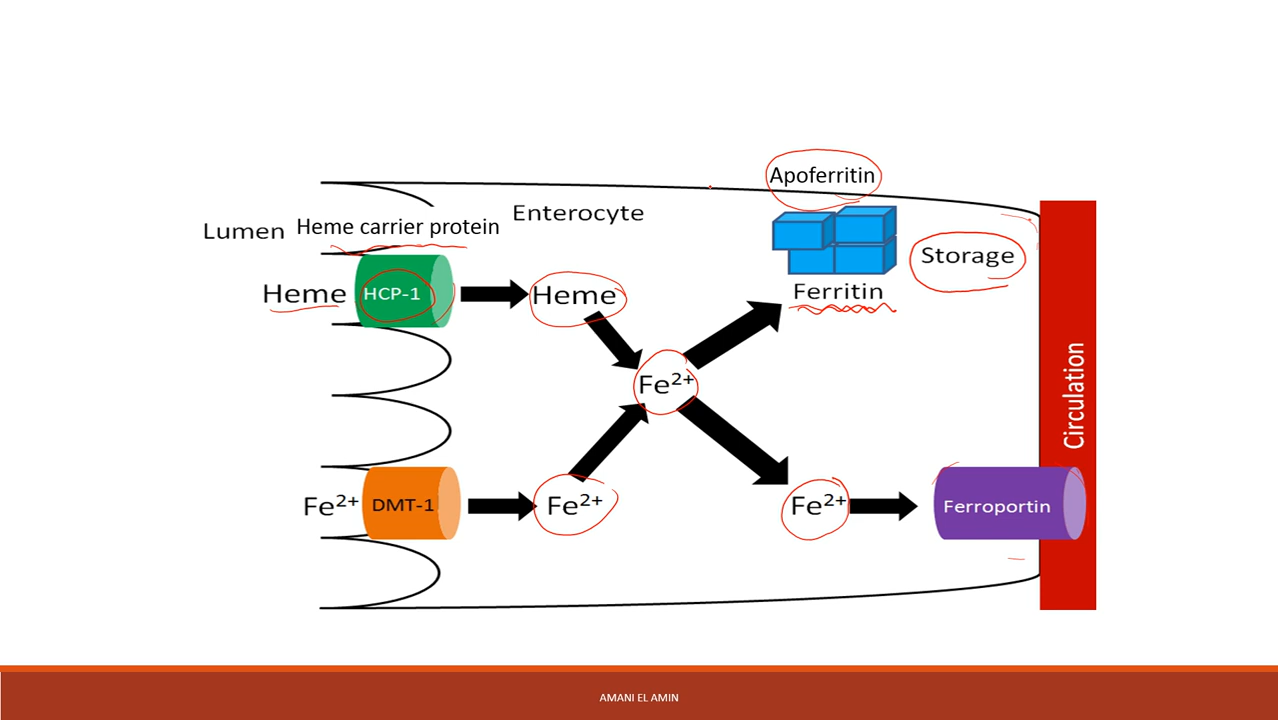 Apoferritin
Enterocyte
Lumen
Heme carrier protein
Storage
Heme
HCP-1
Heme
Ferritin
Fe²⁺
Circulation
Fe²⁺
DMT-1
Fe²⁺
Fe²⁺
Ferroportin
AMANI EL AMIN